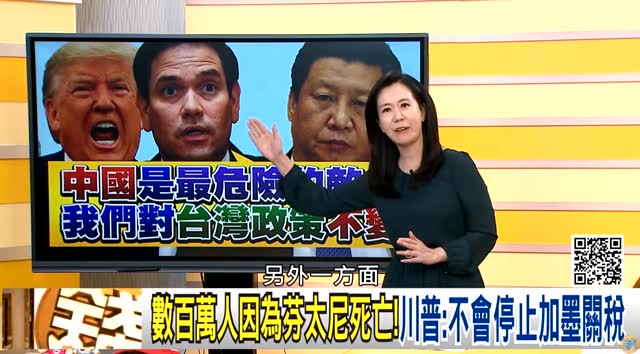 中國是最危險的敵
我們對台灣政策不變
另外一方面
數百萬人因為芬太尼死亡!川普:不會停止加墨關稅